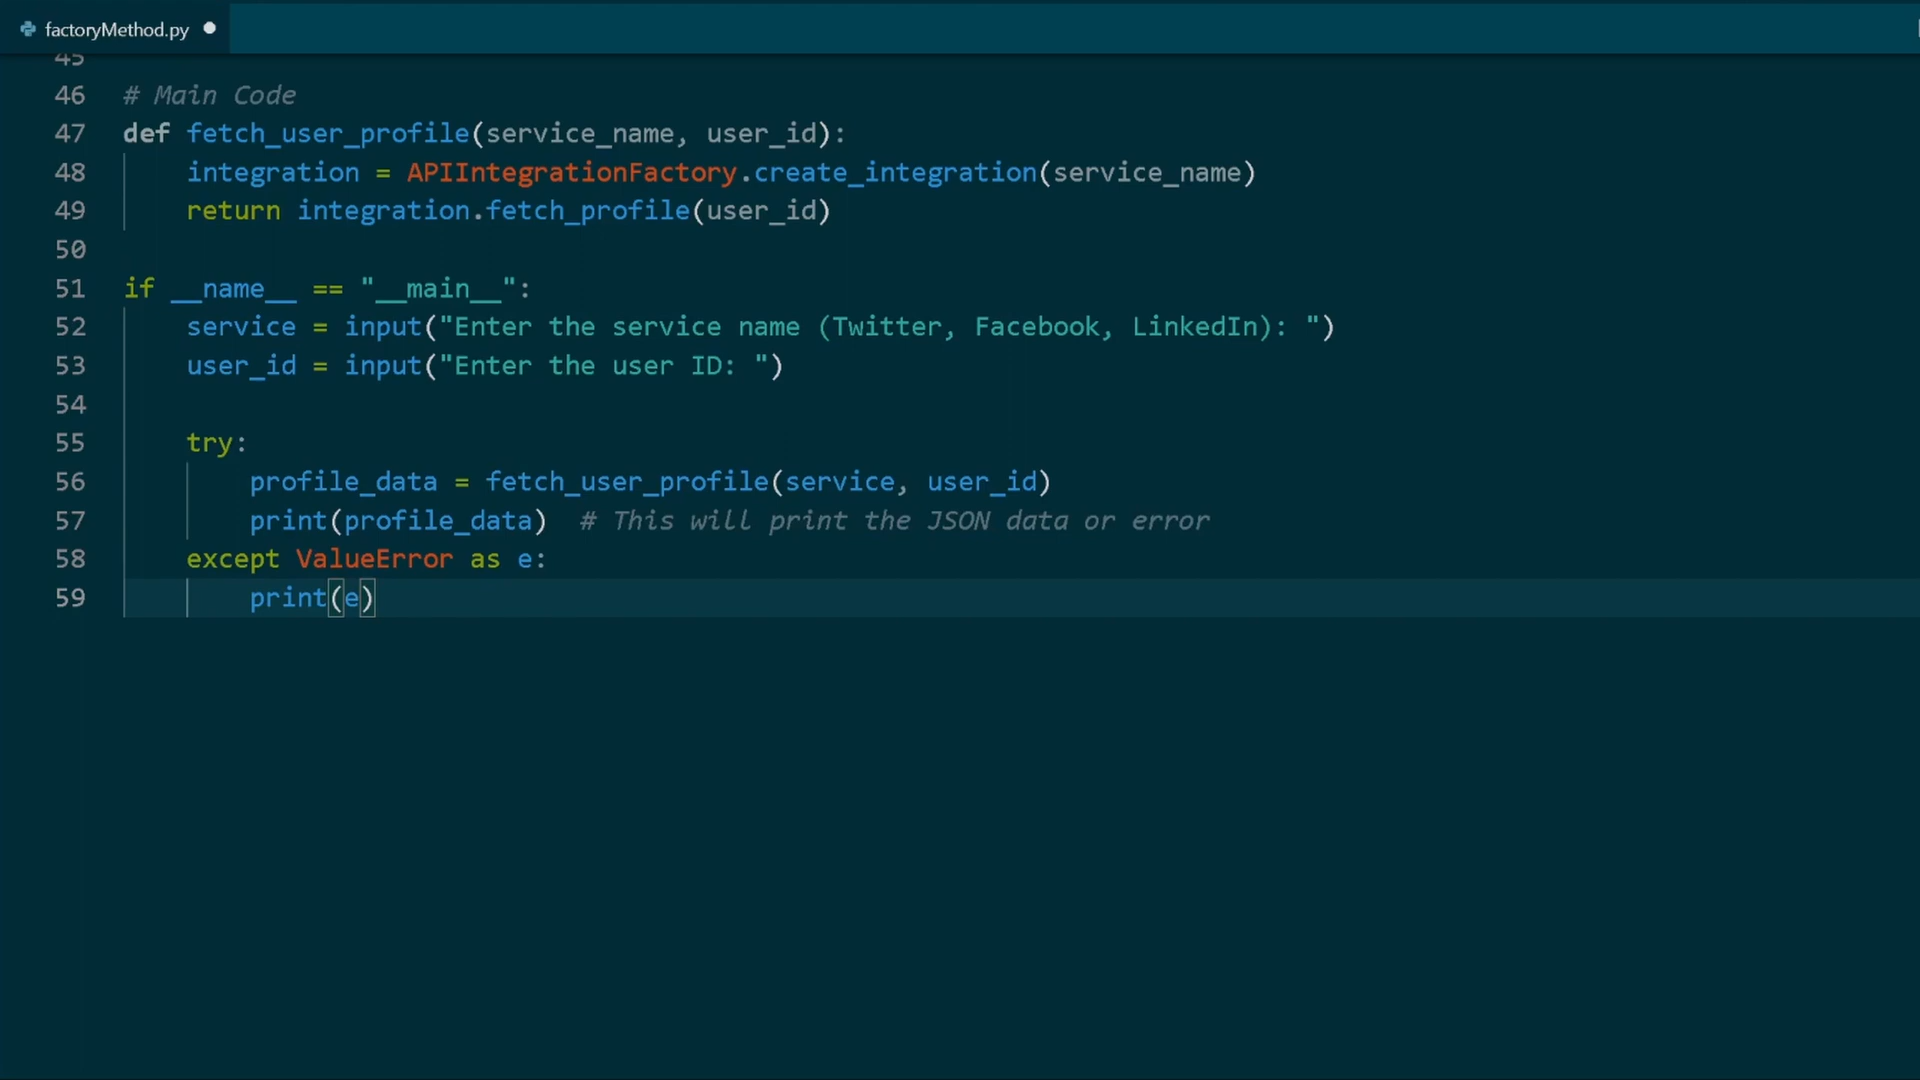 factoryMethod.py
45
46 # Main Code
47 def fetch_user_profile(service_name, user_id):
48     integration = APIIntegrationFactory.create_integration(service_name)
49     return integration.fetch_profile(user_id)
50
51 if __name__ == "__main__":
52     service = input("Enter the service name (Twitter, Facebook, LinkedIn): ")
53     user_id = input("Enter the user ID: ")
54
55     try:
56         profile_data = fetch_user_profile(service, user_id)
57         print(profile_data)  # This will print the JSON data or error
58     except ValueError as e:
59         print(e)